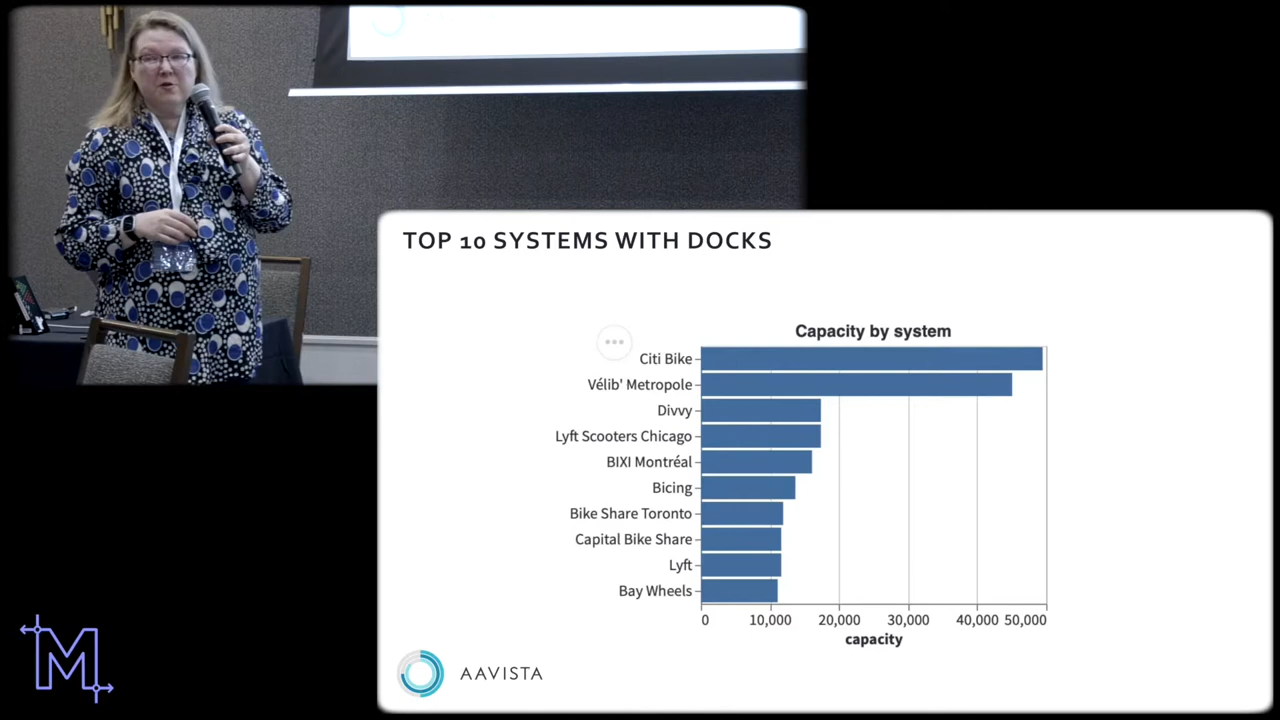 TOP 10 SYSTEMS WITH DOCKS
Capacity by system
Citi Bike
Vélib' Metropole
Divvy
Lyft Scooters Chicago
BIXI Montréal
Bicing
Bike Share Toronto
Capital Bike Share
Lyft
Bay Wheels
0 10,000 20,000 30,000 40,000 50,000
capacity
AAVISTA
M